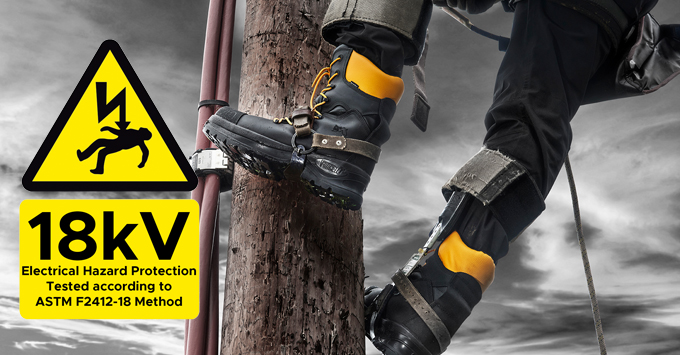 18kV
Electrical Hazard Protection
Tested according to
ASTM F2412-18 Method